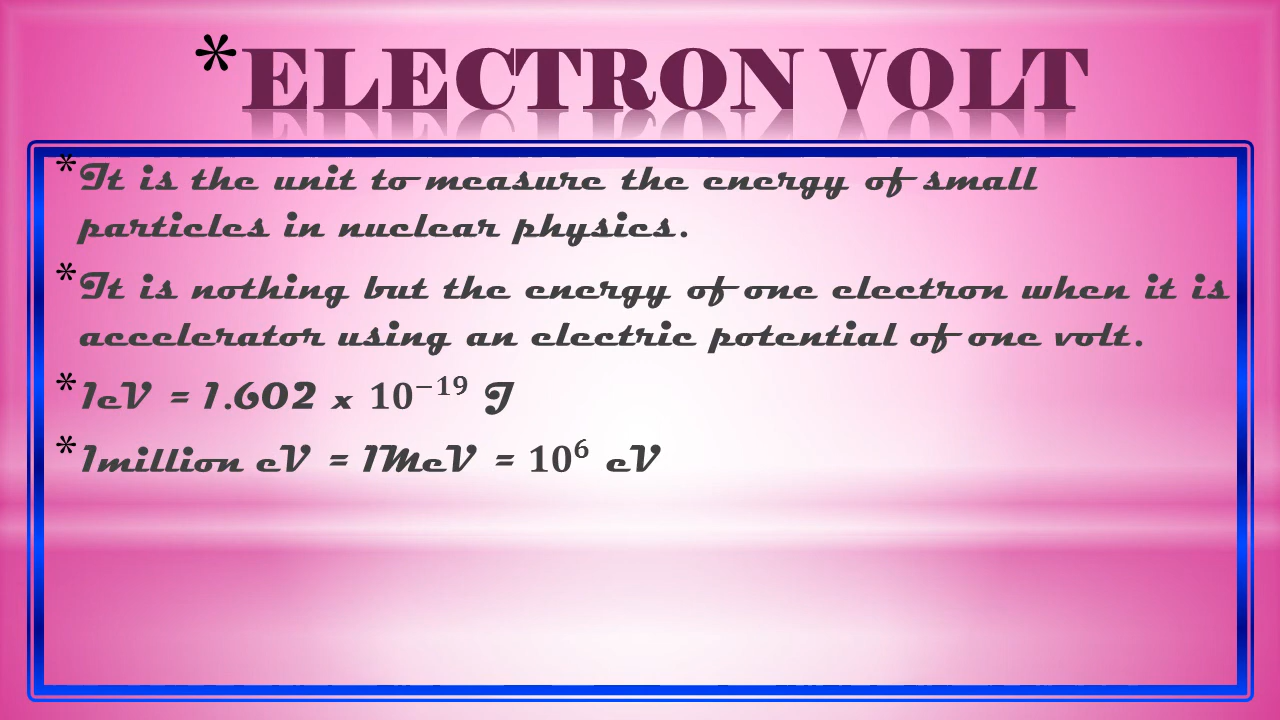 *ELECTRON VOLT
*It is the unit to measure the energy of small
particles in nuclear physics.
*It is nothing but the energy of one electron when it is
accelerator using an electric potential of one volt.
*1eV = 1.602 x 10⁻¹⁹ J
*1million eV = 1MeV = 10⁶ eV